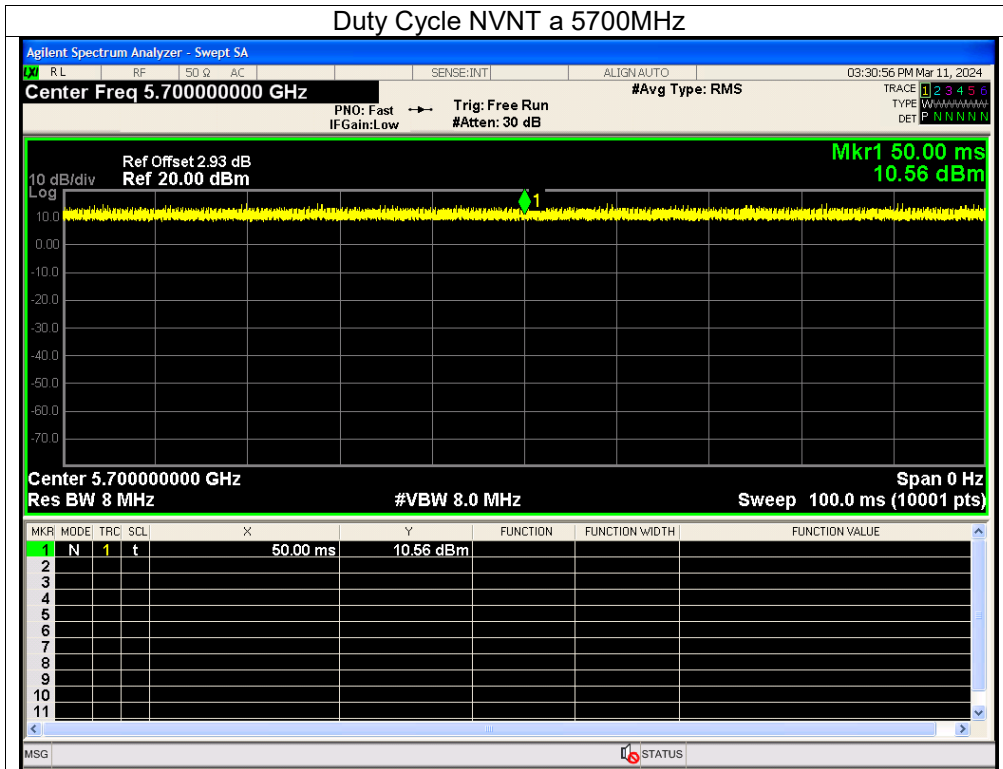 Duty Cycle NVNT a 5700MHz
Agilent Spectrum Analyzer - Swept SA
LXI RL RF 50 Ω AC SENSE:INT ALIGN AUTO 03:30:56 PM Mar 11, 2024
Center Freq 5.700000000 GHz #Avg Type: RMS TRACE 1 2 3 4 5 6
PNO: Fast Trig: Free Run TYPE WWWWWW
IFGain:Low #Atten: 30 dB DET P N N N N N
Mkr1 50.00 ms
10.56 dBm
Ref Offset 2.93 dB
10 dB/div Ref 20.00 dBm
Log
1
10.0
0.00
-10.0
-20.0
-30.0
-40.0
-50.0
-60.0
-70.0
Center 5.700000000 GHz Span 0 Hz
Res BW 8 MHz #VBW 8.0 MHz Sweep 100.0 ms (10001 pts)
MKR MODE TRC SCL X Y FUNCTION FUNCTION WIDTH FUNCTION VALUE
1 N 1 t 50.00 ms 10.56 dBm
2
3
4
5
6
7
8
9
10
11
MSG STATUS